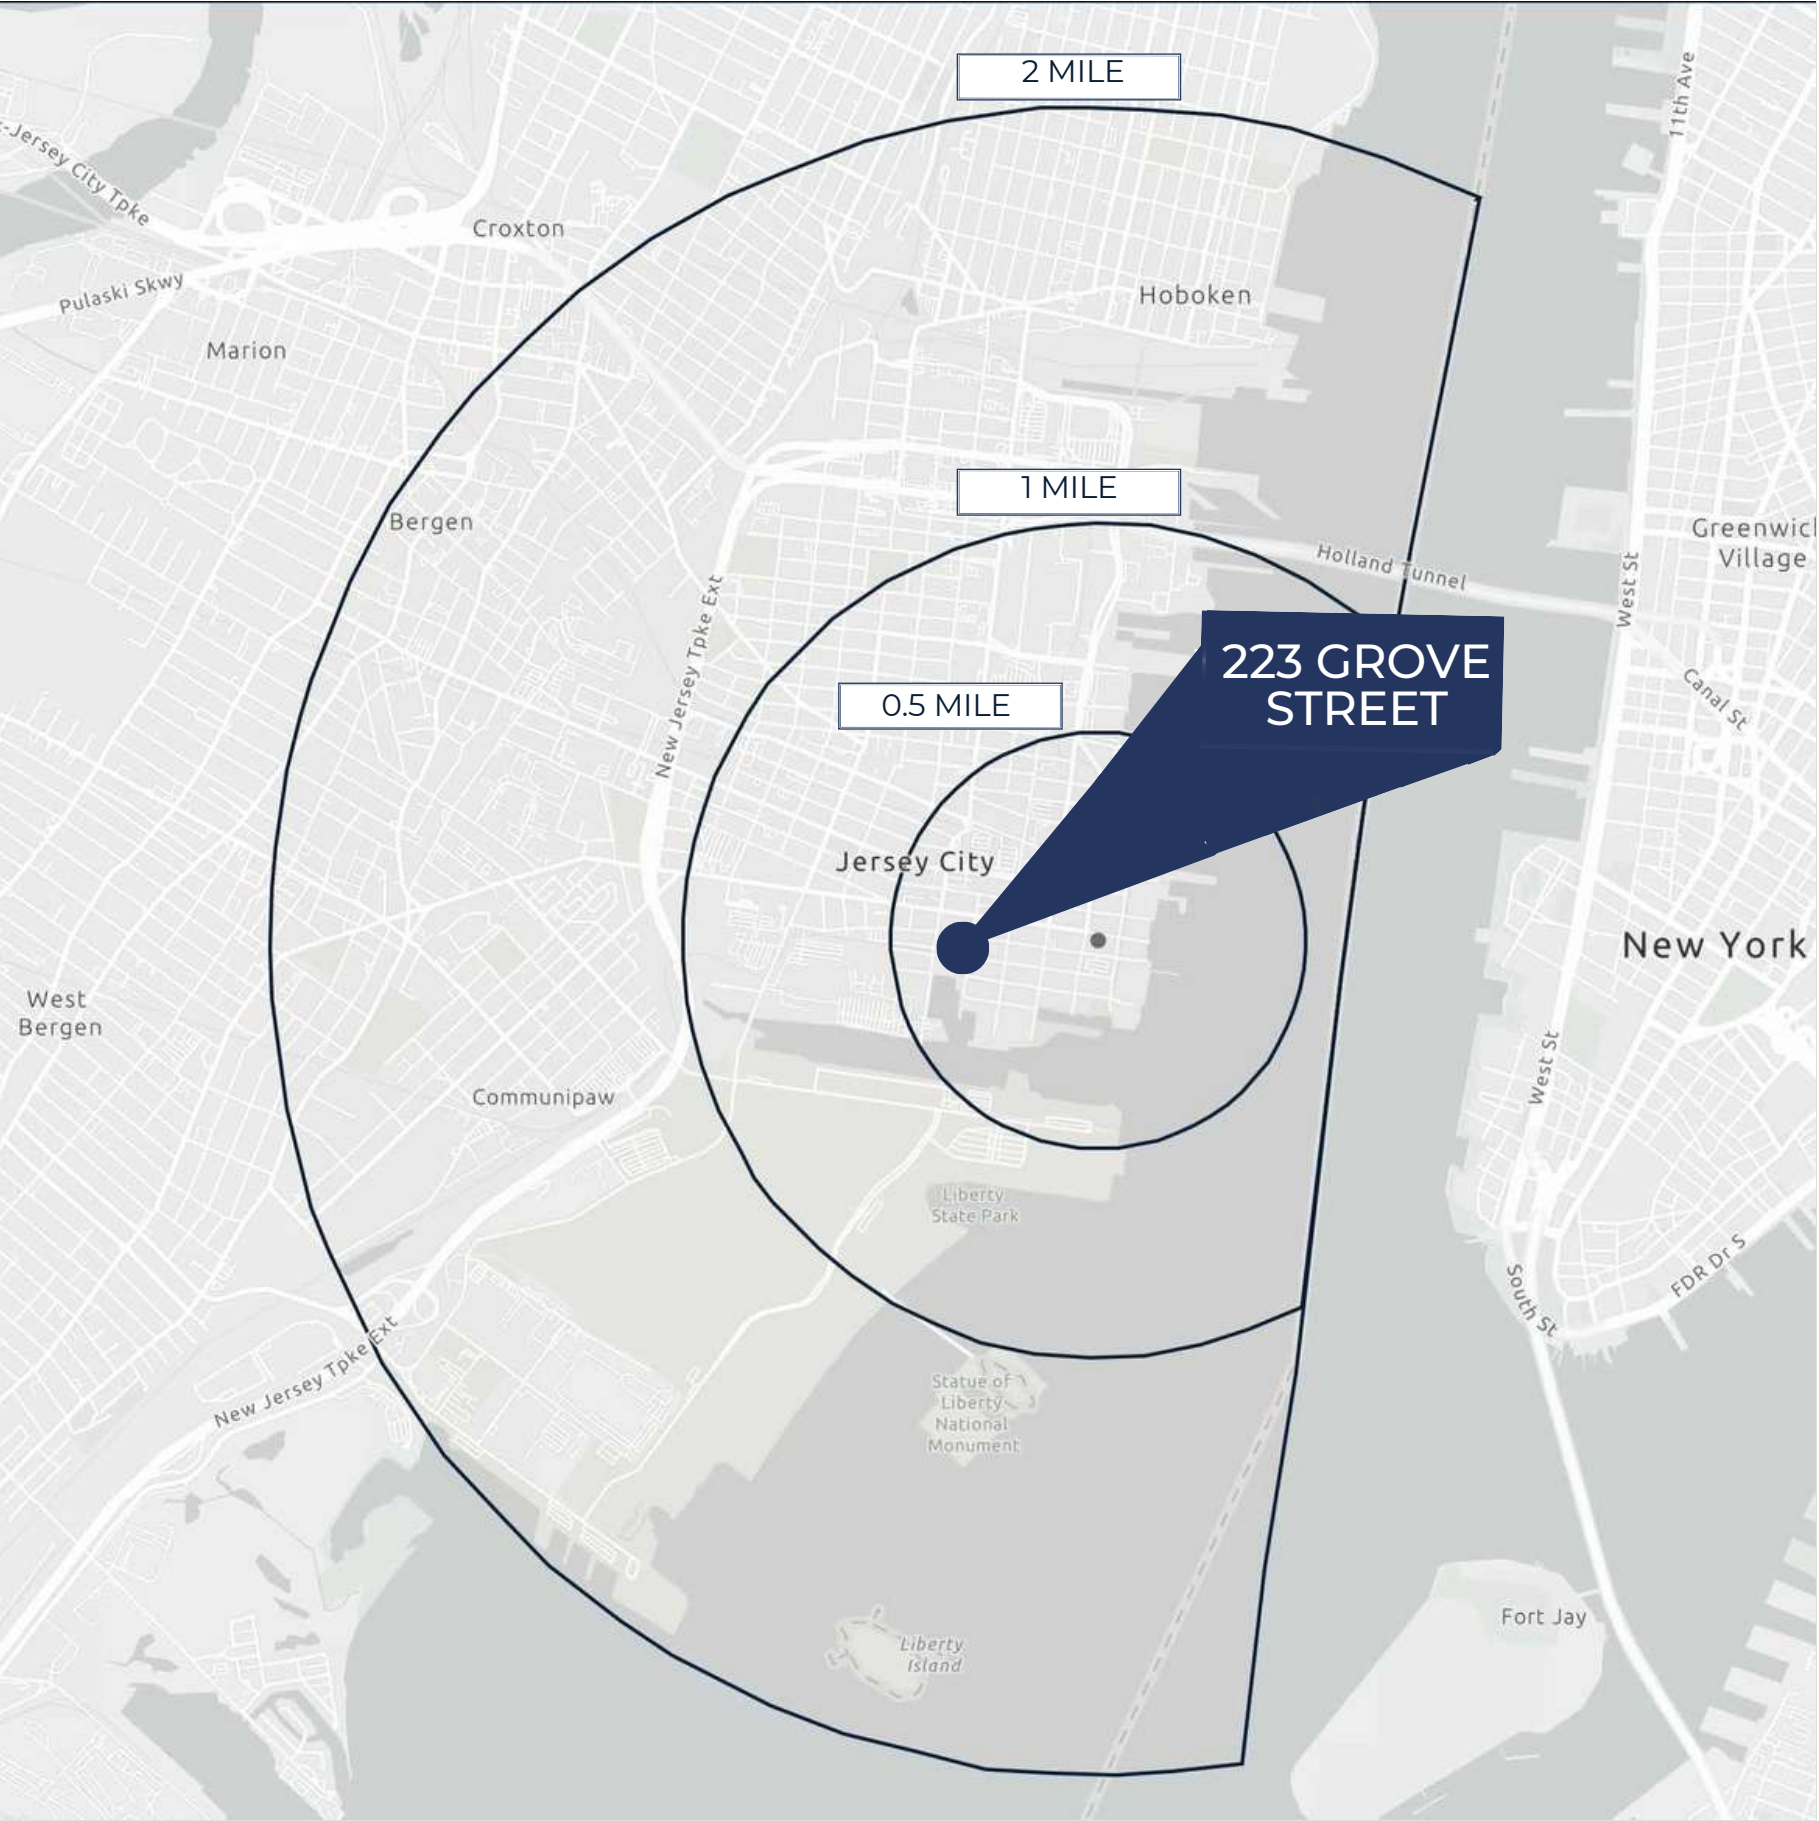 2 MILE
11th Ave
-Jersey City Tpke
Croxton
Pulaski Skwy
Hoboken
Marion
1 MILE
Bergen
Holland Tunnel
Greenwich
Village
West St
New Jersey Tpke Ext
223 GROVE
STREET
Canal St
0.5 MILE
Jersey City
New York
West
Bergen
West St
Communipaw
Liberty
State Park
FDR Dr S
South St
New Jersey Tpke Ext
Statue of
Liberty
National
Monument
Fort Jay
Liberty
Island